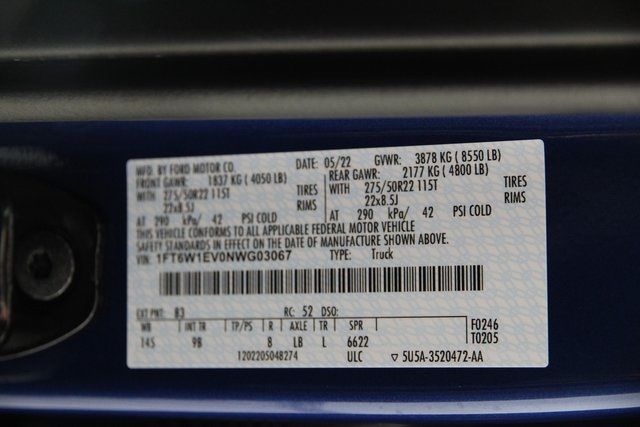 MFD. BY FORD MOTOR CO.
DATE: 05/22 GVWR: 3878 KG ( 8550 LB)
FRONT GAWR: 1837 KG ( 4050 LB)
REAR GAWR: 2177 KG ( 4800 LB)
WITH 275/50R22 115T TIRES
22x8.5J RIMS
AT 290 kPa/ 42 PSI COLD
WITH 275/50R22 115T TIRES
22x8.5J RIMS
AT 290 kPa/ 42 PSI COLD
THIS VEHICLE CONFORMS TO ALL APPLICABLE FEDERAL MOTOR VEHICLE
SAFETY STANDARDS IN EFFECT ON THE DATE OF MANUFACTURE SHOWN ABOVE.
VIN: 1FT6W1EV0NWG03067 TYPE: Truck
EXT PNT: B3 RC: 52 DSO:
WB INT TR TP/PS R AXLE TR SPR
145 9B 8 LB L 6622
F0246
T0205
1202205048274 ULC ▽ 5U5A-3520472-AA